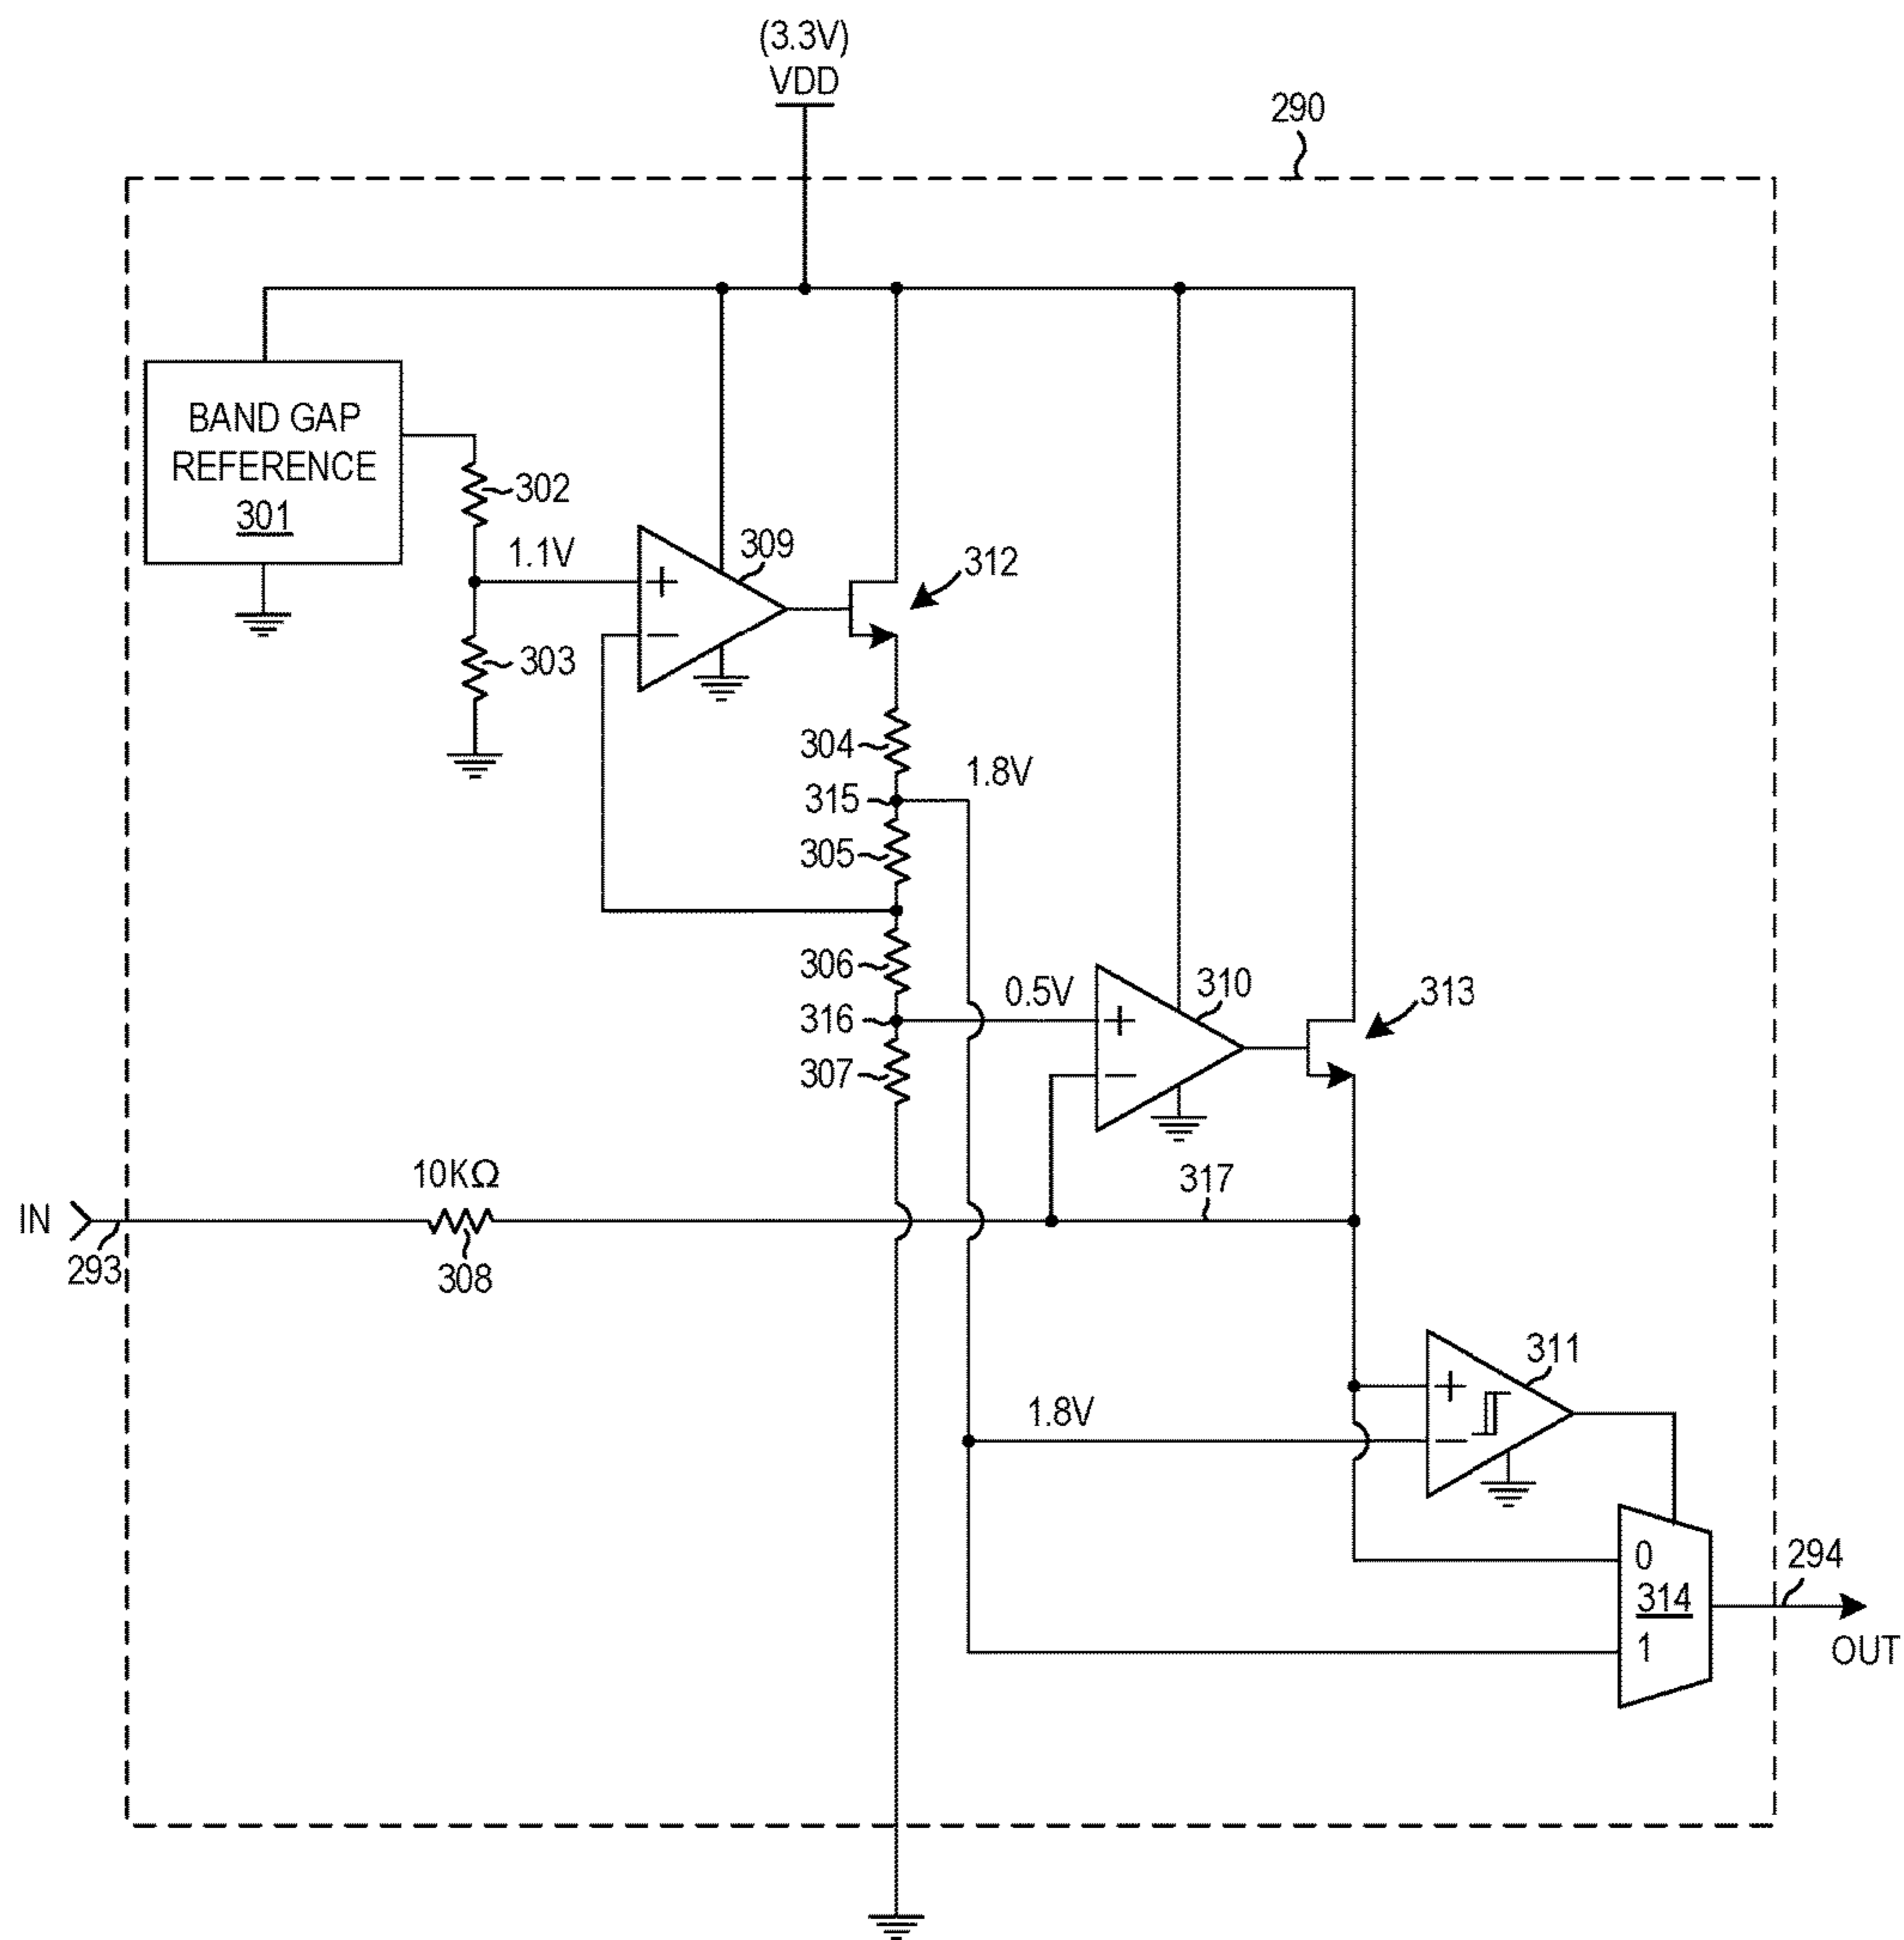 (3.3V)
VDD
290
BAND GAP
REFERENCE
301
302
1.1V
303
+
−
309
312
304
1.8V
315
305
306
0.5V
316
307
+
−
310
313
10KΩ
317
IN
293
308
311
+
−
1.8V
0
314
1
294
OUT